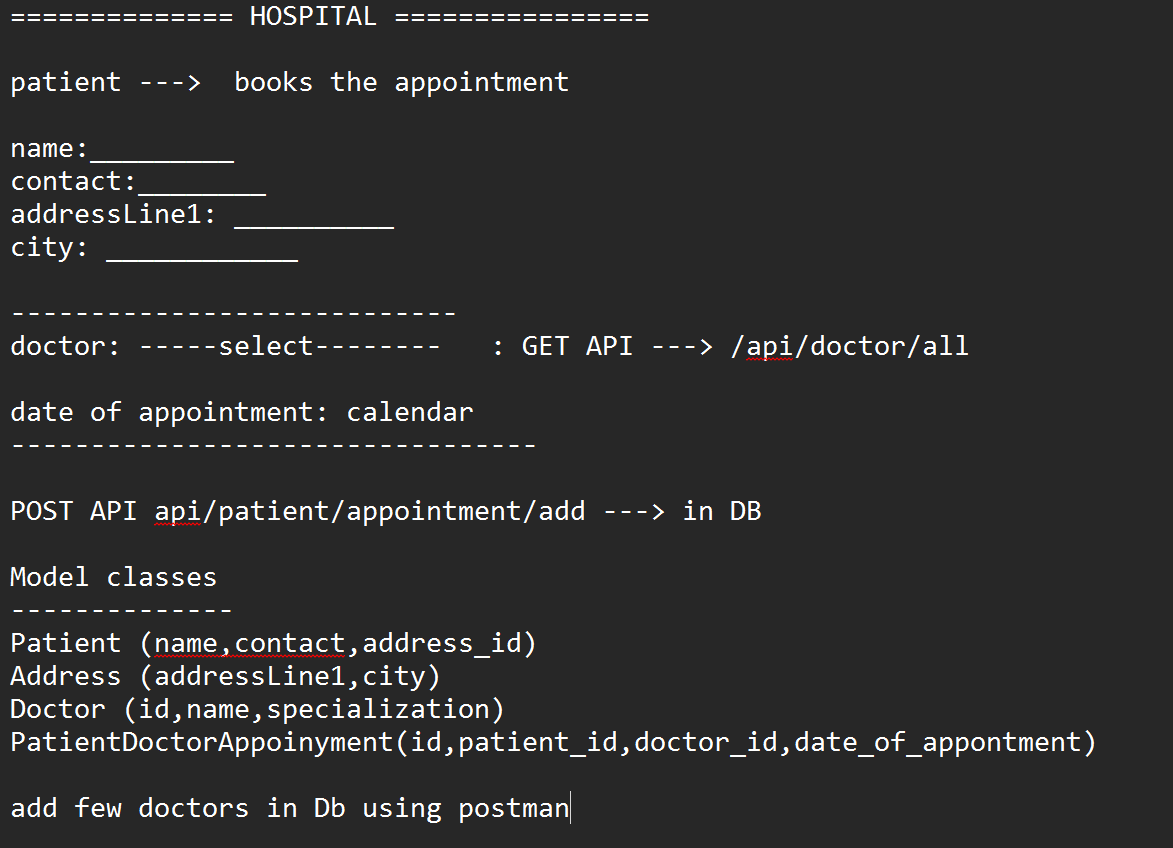 ============== HOSPITAL ================
patient --->  books the appointment
name:_________
contact:________
addressLine1: __________
city: ____________
----------------------------
doctor: -----select--------   : GET API ---> /api/doctor/all
date of appointment: calendar
---------------------------------
POST API api/patient/appointment/add ---> in DB
Model classes
--------------
Patient (name,contact,address_id)
Address (addressLine1,city)
Doctor (id,name,specialization)
PatientDoctorAppoinyment(id,patient_id,doctor_id,date_of_appontment)
add few doctors in Db using postman